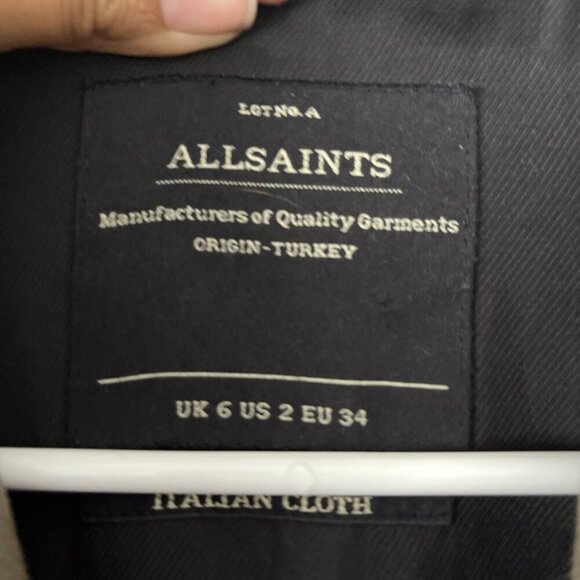 LOT NO. A
ALLSAINTS
Manufacturers of Quality Garments
ORIGIN-TURKEY
UK 6 US 2 EU 34
ITALIAN CLOTH